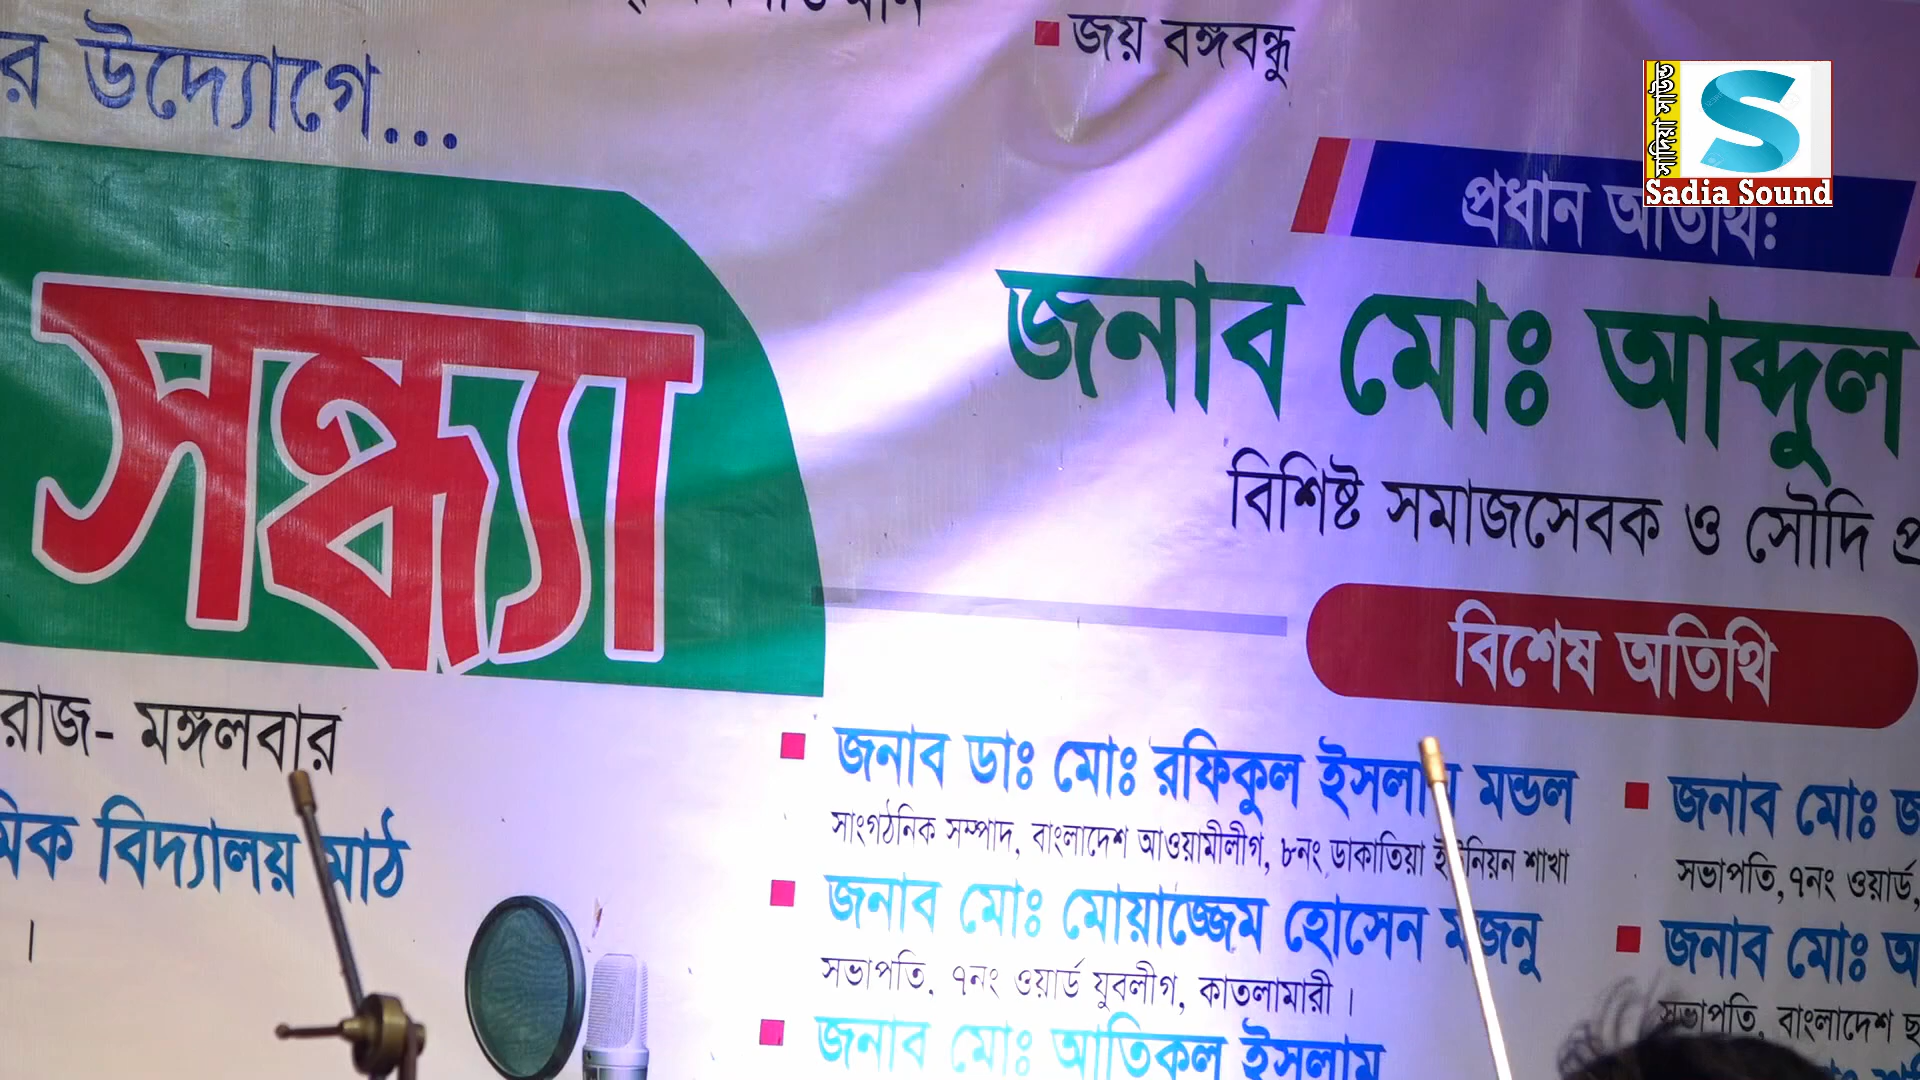 জয় বঙ্গবন্ধু
র উদ্যোগে...
সাদিয়া সাউন্ড
Sadia Sound
প্রধান অতিথি:
সন্ধ্যা
জনাব মোঃ আব্দুল
বিশিষ্ট সমাজসেবক ও সৌদি
বিশেষ অতিথি
রাজ- মঙ্গলবার
মিক বিদ্যালয় মাঠ
।
জনাব ডাঃ মোঃ রফিকুল ইসলাম মন্ডল
সাংগঠনিক সম্পাদ, বাংলাদেশ আওয়ামীলীগ, ৮নং ডাকাতিয়া ইউনিয়ন শাখা
জনাব মোঃ মোয়াজ্জেম হোসেন মজনু
সভাপতি, ৭নং ওয়ার্ড যুবলীগ, কাতলামারী ।
জনাব মোঃ আতিকুল ইসলাম
জনাব মোঃ জ
সভাপতি, ৭নং ওয়ার্ড,
জনাব মোঃ আ
সভাপতি, বাংলাদেশ ছ